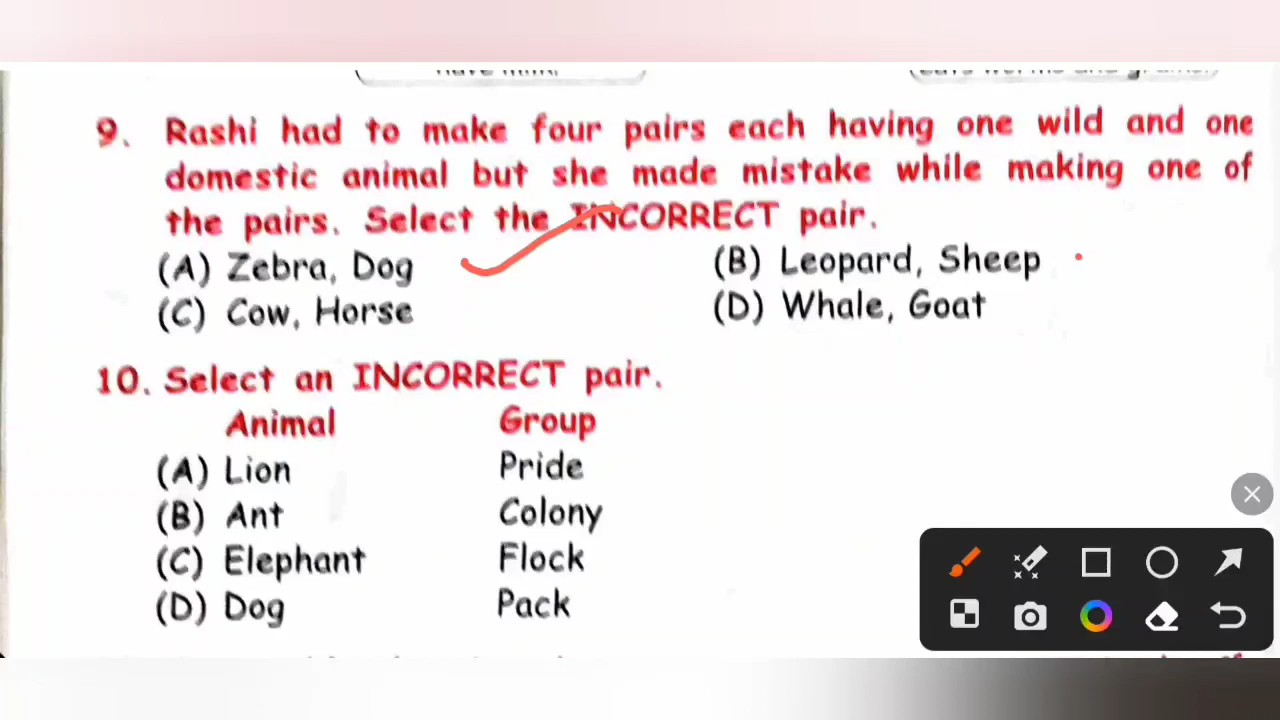 9. Rashi had to make four pairs each having one wild and one
domestic animal but she made mistake while making one of
the pairs. Select the INCORRECT pair.
(A) Zebra, Dog (B) Leopard, Sheep
(C) Cow, Horse (D) Whale, Goat
10. Select an INCORRECT pair.
Animal Group
(A) Lion Pride
(B) Ant Colony
(C) Elephant Flock
(D) Dog Pack